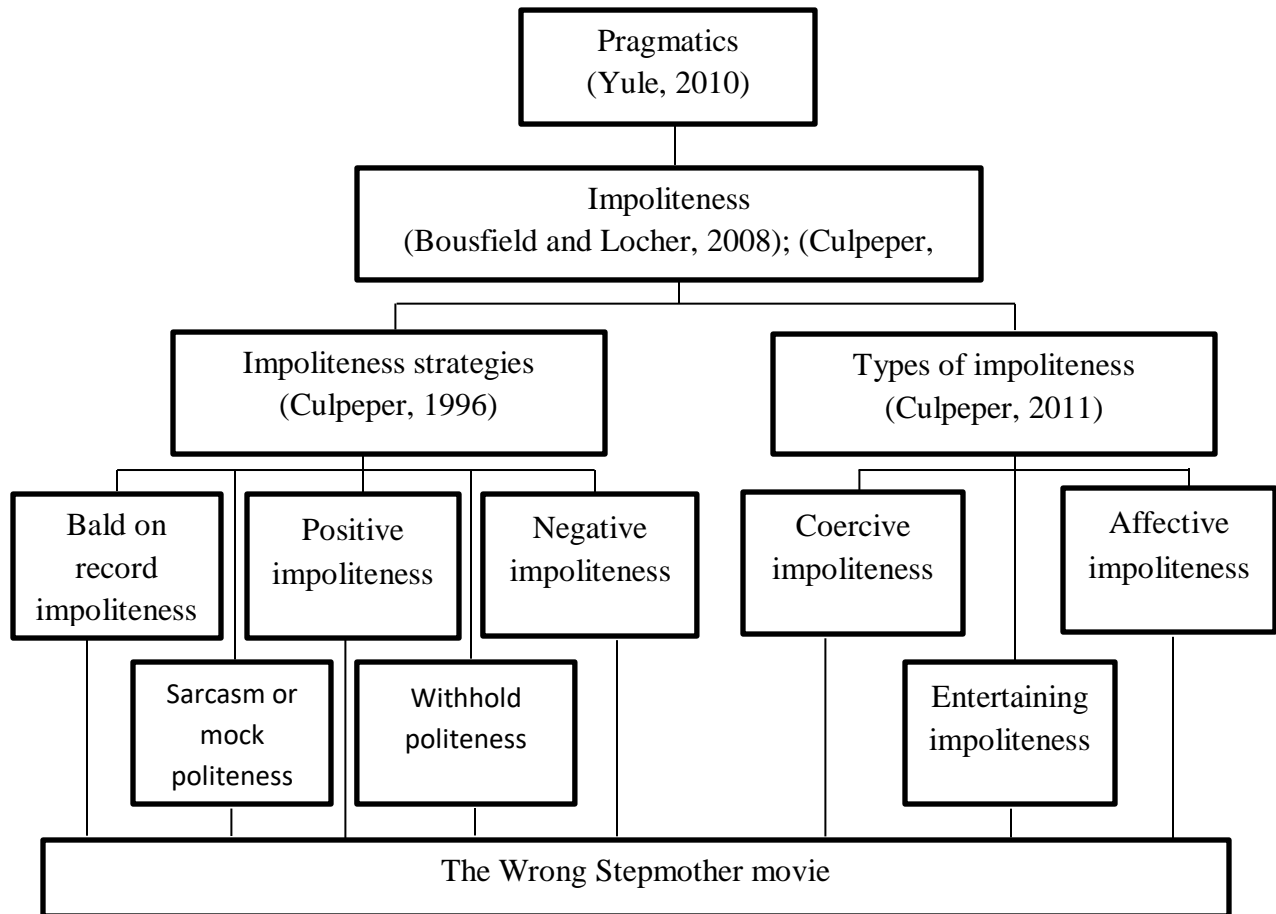 Pragmatics
(Yule, 2010)
Impoliteness
(Bousfield and Locher, 2008); (Culpeper,
Impoliteness strategies
(Culpeper, 1996)
Types of impoliteness
(Culpeper, 2011)
Bald on
record
impoliteness
Positive
impoliteness
Negative
impoliteness
Coercive
impoliteness
Affective
impoliteness
Sarcasm or
mock
politeness
Withhold
politeness
Entertaining
impoliteness
The Wrong Stepmother movie